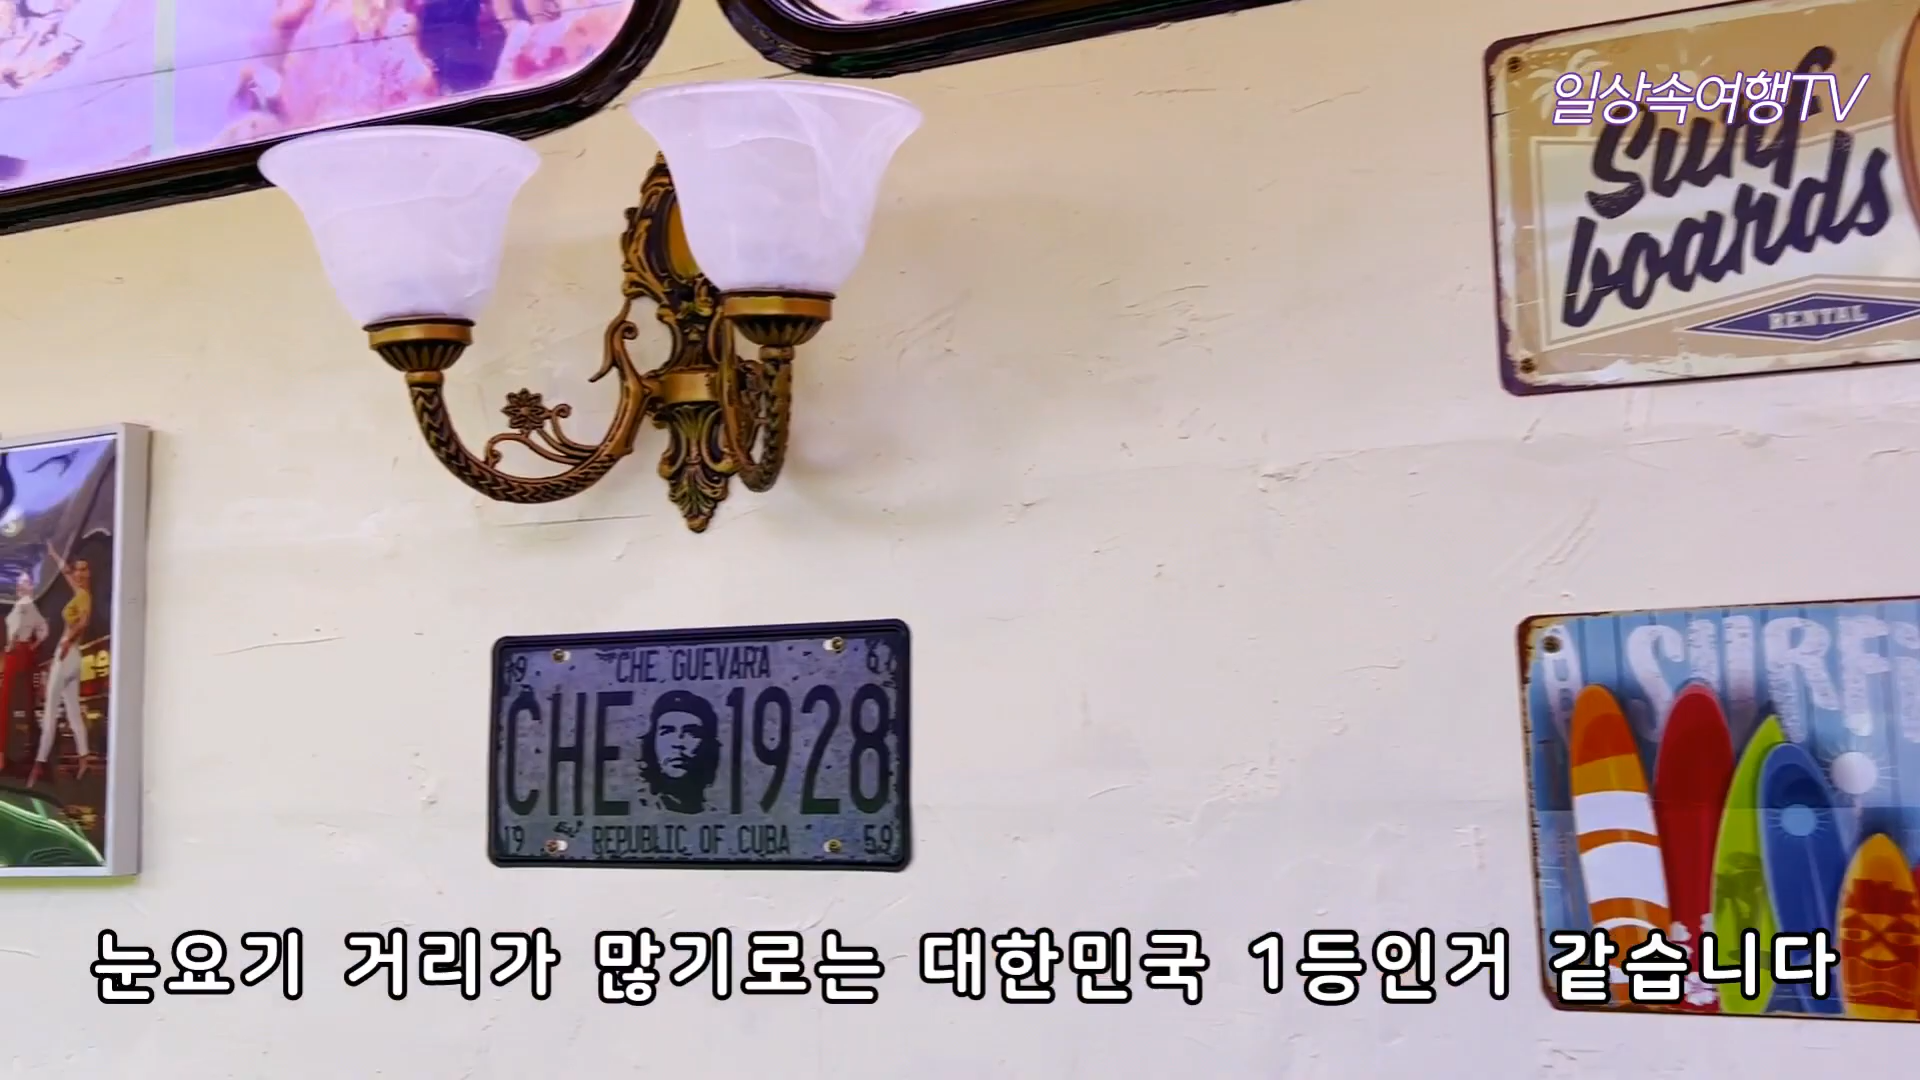 일상속여행TV
Surf
boards
RENTAL
19 CHE GUEVARA 67
CHE 1928
19 REPUBLIC OF CUBA 59
눈요기 거리가 많기로는 대한민국 1등인거 같습니다